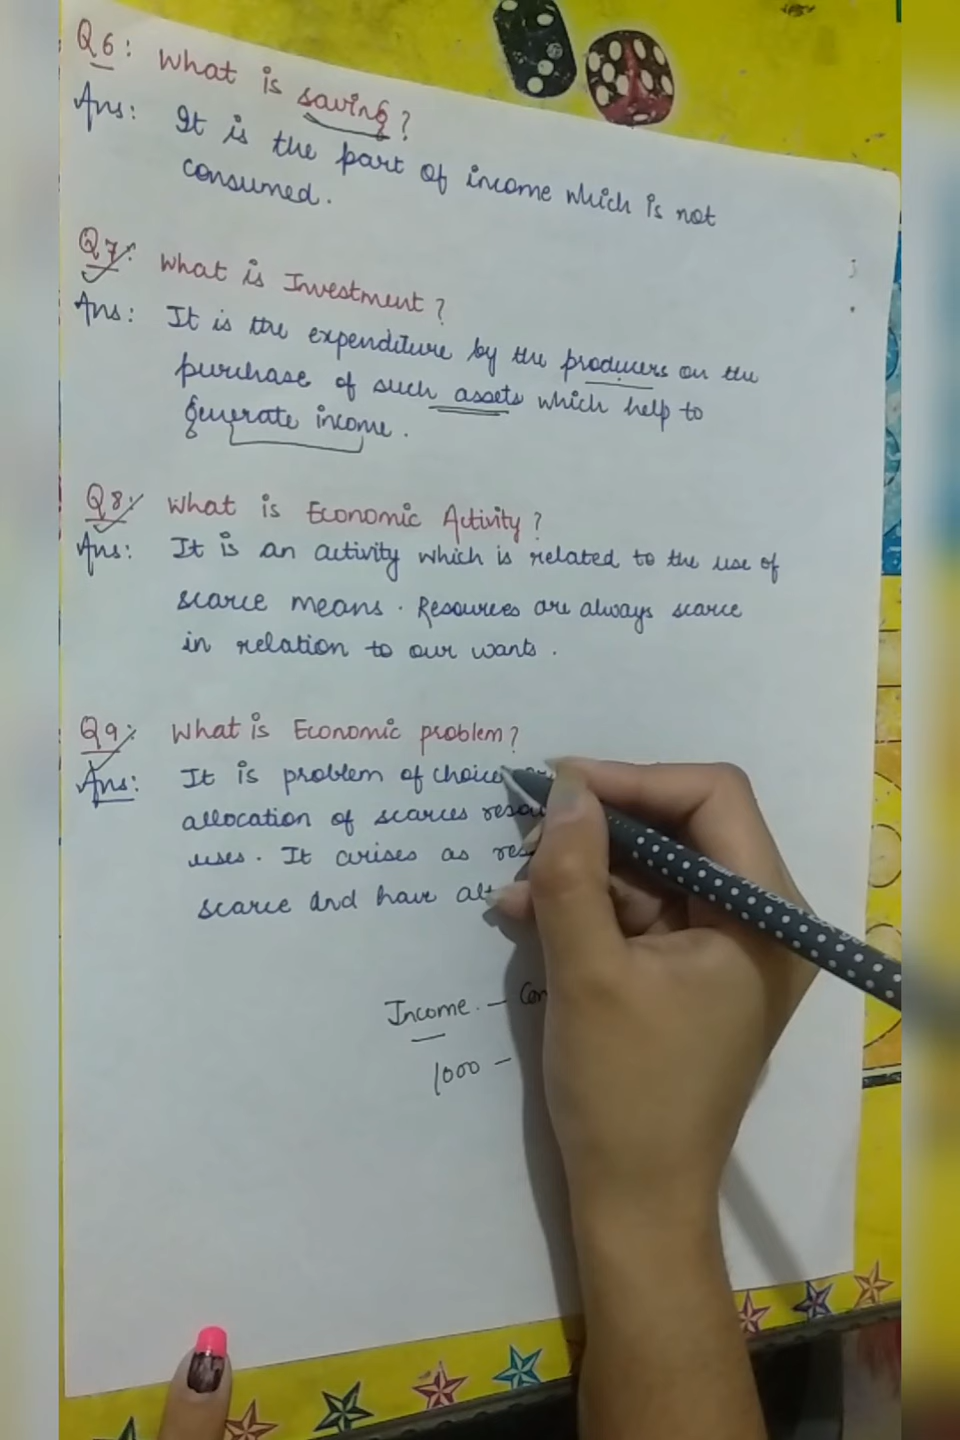 Q6: What is saving?
Ans: It is the part of income which is not
consumed.
Q7: What is Investment?
Ans: It is the expenditure by the producers on the
purchase of such assets which help to
generate income.
Q8: What is Economic Activity?
Ans: It is an activity which is related to the use of
scarce means. Resources are always scarce
in relation to our wants.
Q9: What is Economic problem?
Ans: It is problem of choice
allocation of scarces
uses. It arises as
scarce and have
Income. -
1000 -